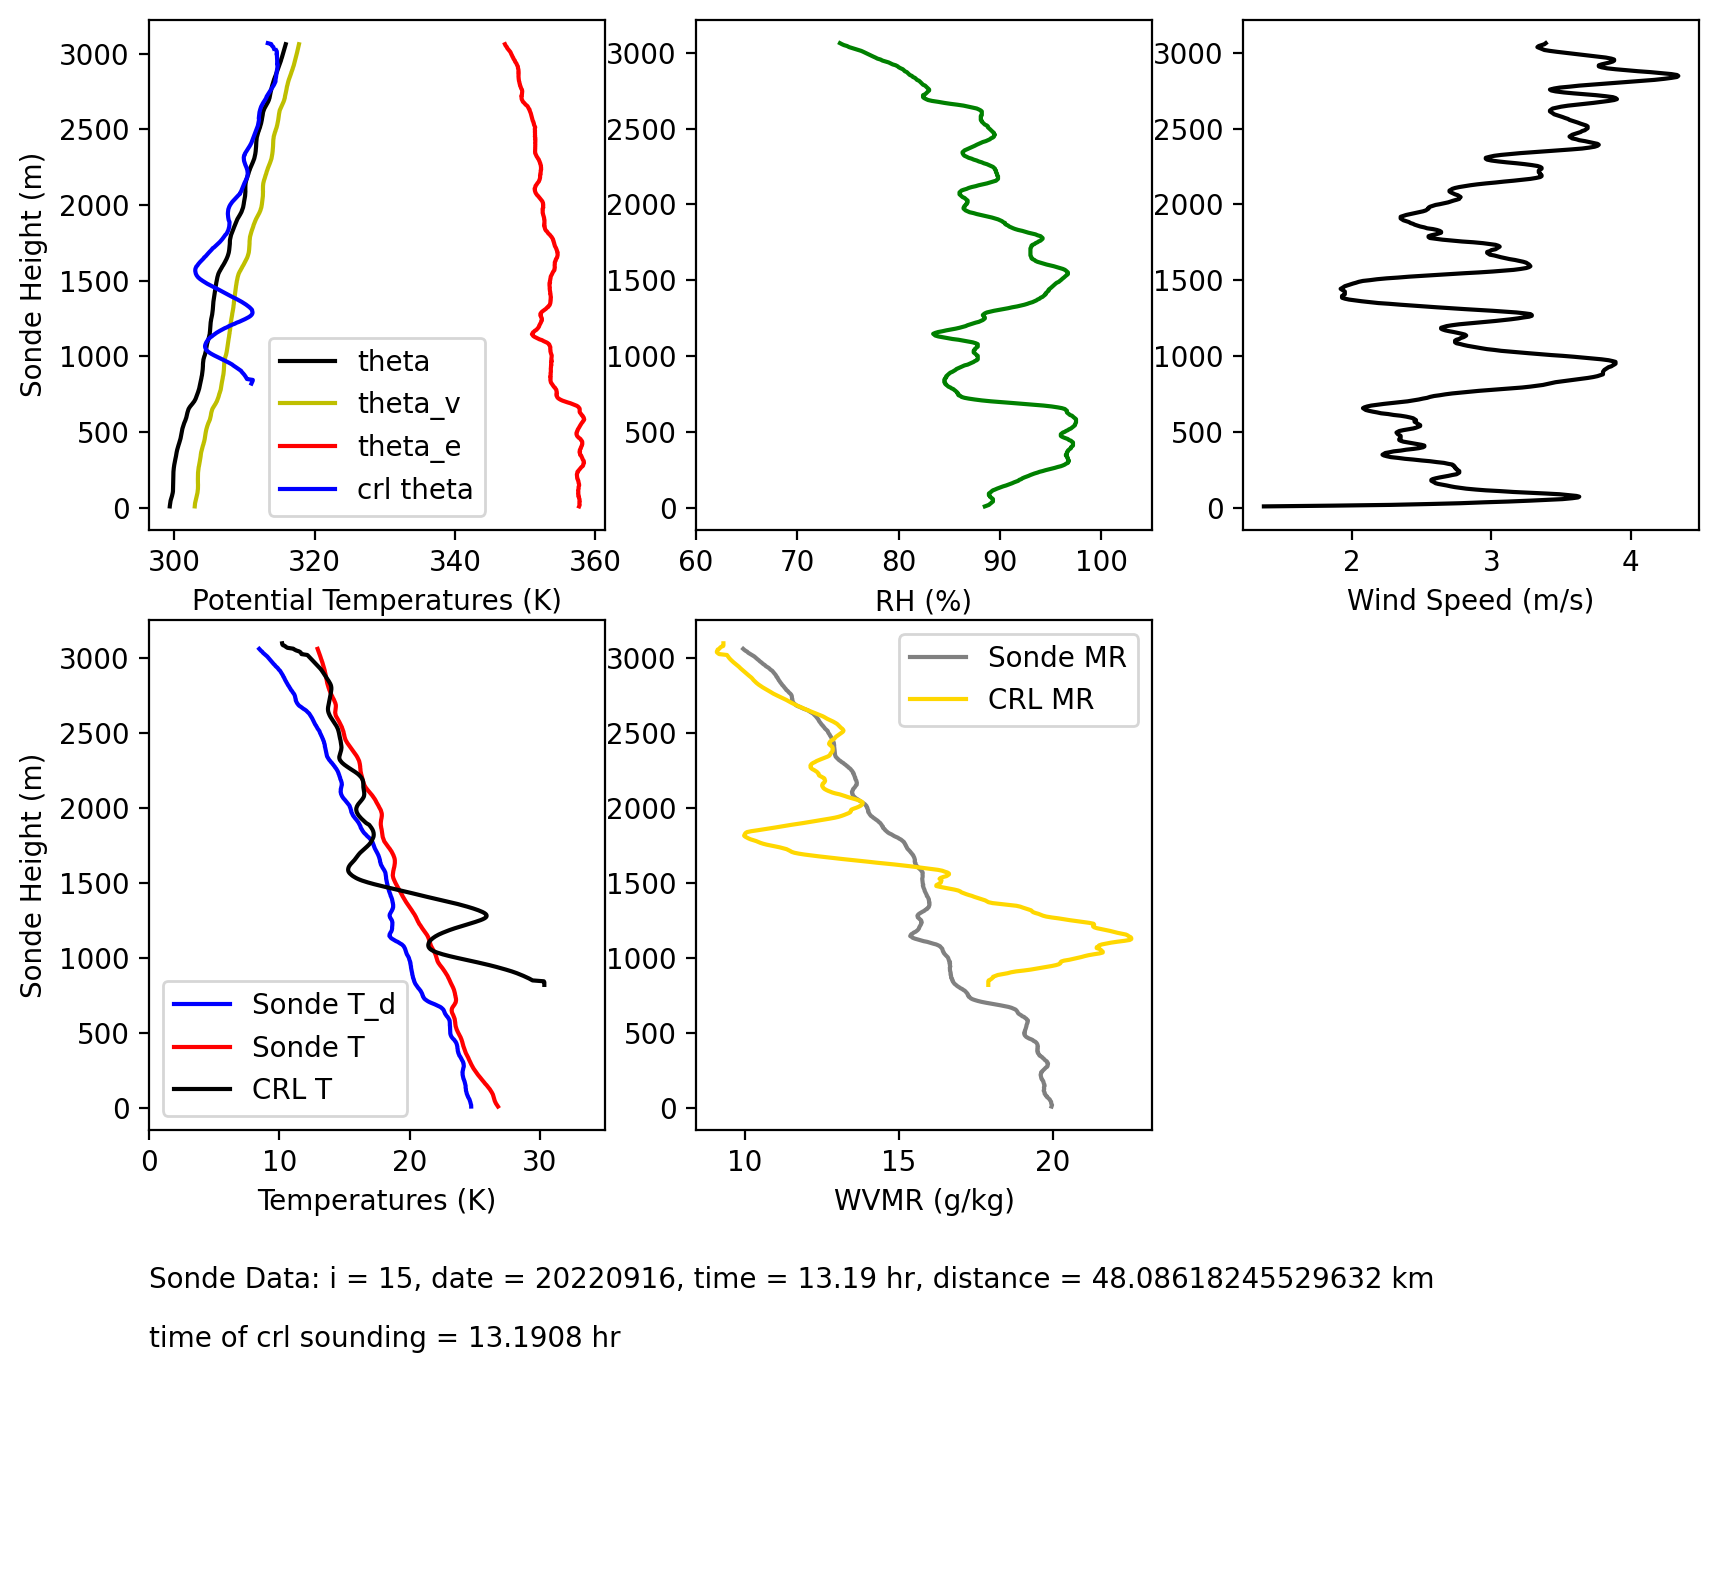 3000
2500
2000
1500
1000
500
0
Sonde Height (m)
300 320 340 360
Potential Temperatures (K)
theta
theta_v
theta_e
crl theta
3000
2500
2000
1500
1000
500
0
60 70 80 90 100
RH (%)
3000
2500
2000
1500
1000
500
0
2 3 4
Wind Speed (m/s)
3000
2500
2000
1500
1000
500
0
Sonde Height (m)
0 10 20 30
Temperatures (K)
Sonde T_d
Sonde T
CRL T
3000
2500
2000
1500
1000
500
0
10 15 20
WVMR (g/kg)
Sonde MR
CRL MR
Sonde Data: i = 15, date = 20220916, time = 13.19 hr, distance = 48.08618245529632 km
time of crl sounding = 13.1908 hr